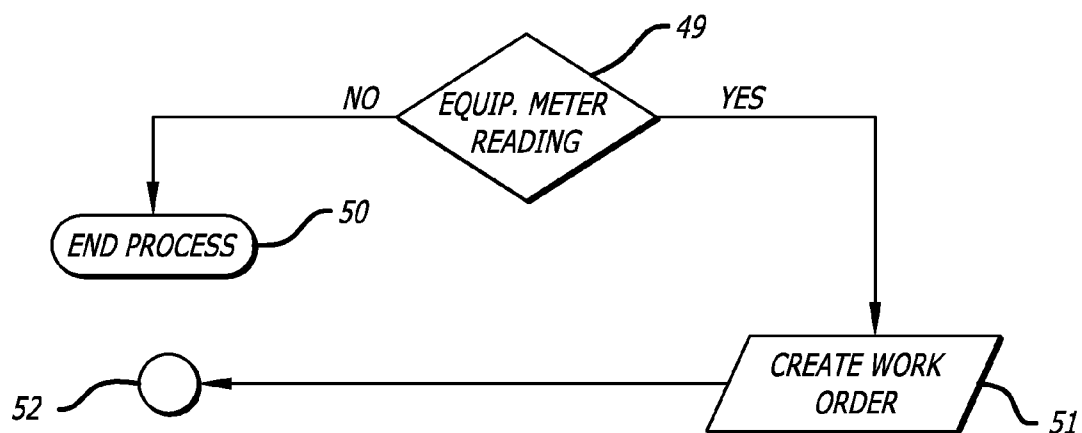 49
NO
EQUIP. METER
READING
YES
50
END PROCESS
CREATE WORK
ORDER
52
51